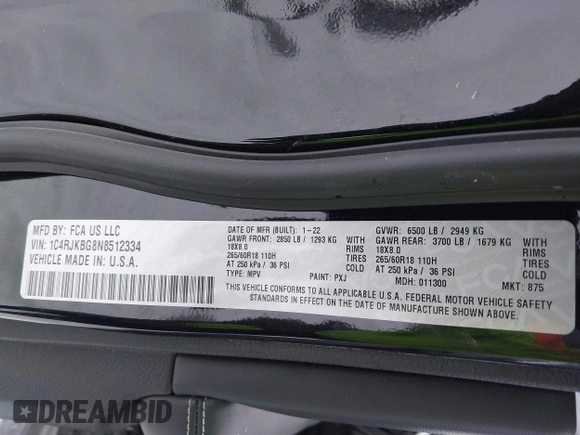 MFD BY: FCA US LLC
VIN: 1C4RJKBG8N8512334
VEHICLE MADE IN: U.S.A.
DATE OF MFR (BUILT): 1-22
GAWR FRONT: 2850 LB / 1293 KG WITH
18X8.0 RIMS
265/60R18 110H TIRES
AT 250 kPa / 36 PSI COLD
TYPE: MPV PAINT: PXJ
GVWR: 6500 LB / 2949 KG
GAWR REAR: 3700 LB / 1679 KG WITH
18X8.0 RIMS
265/60R18 110H TIRES
AT 250 kPa / 36 PSI COLD
MDH: 011300 MKT: 875
THIS VEHICLE CONFORMS TO ALL APPLICABLE U.S.A. FEDERAL MOTOR VEHICLE SAFETY
STANDARDS IN EFFECT ON THE DATE OF MANUFACTURE SHOWN ABOVE.
DREAMBID